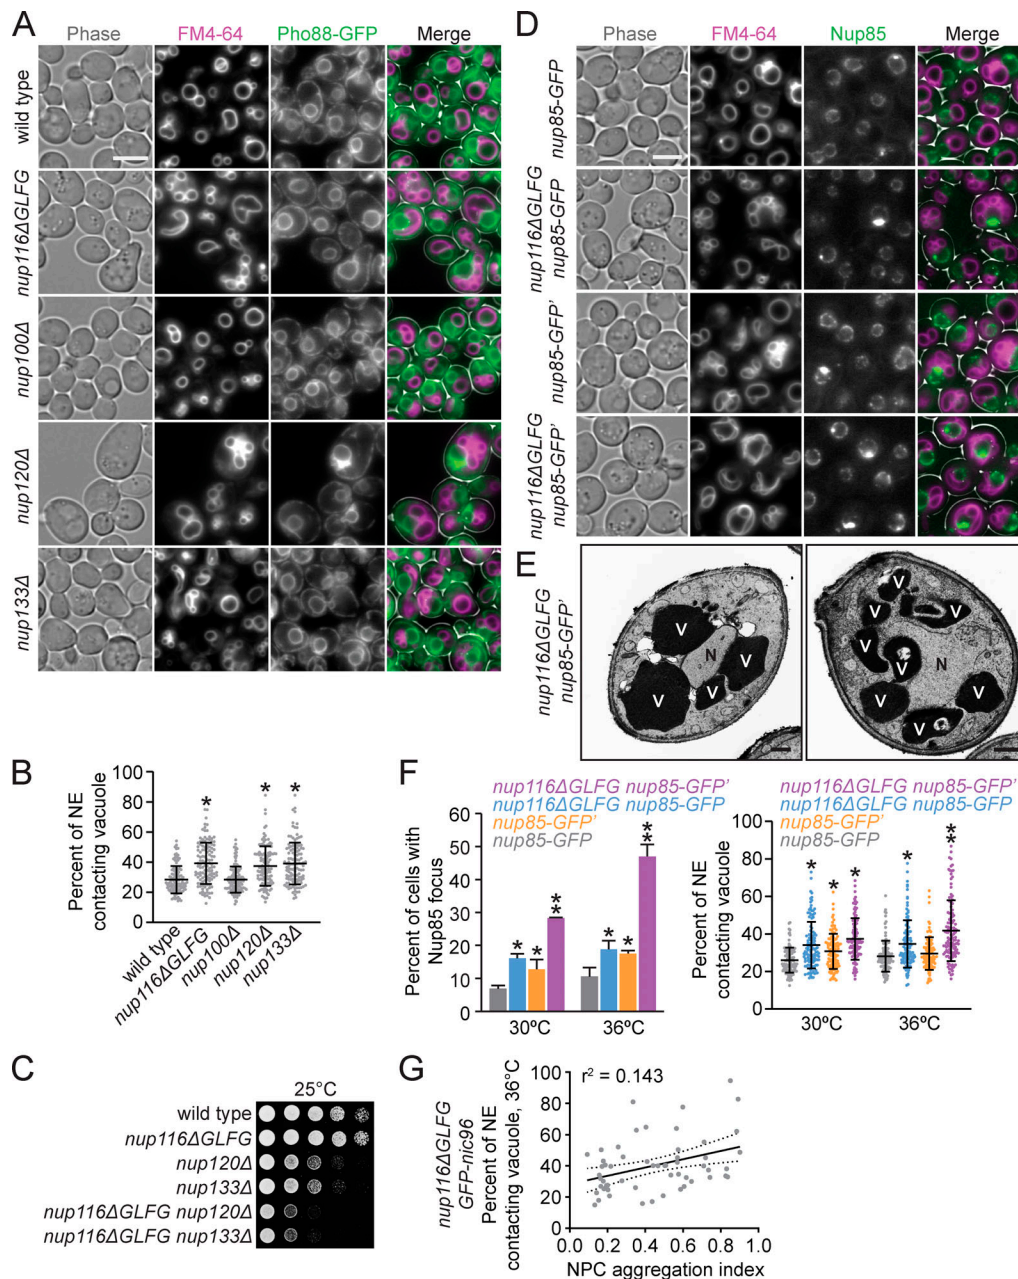 A
Phase FM4-64 Pho88-GFP Merge
wild type
nup116ΔGLFG
nup100Δ
nup120Δ
nup133Δ
B
Percent of NE
contacting vacuole
100
80
60
40
20
0
wild type
nup116ΔGLFG
nup100Δ
nup120Δ
nup133Δ
* * *
C
25°C
wild type
nup116ΔGLFG
nup120Δ
nup133Δ
nup116ΔGLFG nup120Δ
nup116ΔGLFG nup133Δ
D
Phase FM4-64 Nup85 Merge
nup85-GFP
nup116ΔGLFG
nup85-GFP
nup85-GFP'
nup116ΔGLFG
nup85-GFP'
E
nup116ΔGLFG
nup85-GFP'
V N V V V
V V V V N V V V
F
nup116ΔGLFG nup85-GFP'
nup116ΔGLFG nup85-GFP
nup85-GFP'
nup85-GFP
Percent of cells with
Nup85 focus
60
50
40
30
20
10
0
* * ** * * **
30ºC 36ºC
nup116ΔGLFG nup85-GFP'
nup116ΔGLFG nup85-GFP
nup85-GFP'
nup85-GFP
Percent of NE
contacting vacuole
100
80
60
40
20
0
* * * * **
30ºC 36ºC
G
nup116ΔGLFG
GFP-nic96
Percent of NE
contacting vacuole, 36°C
r² = 0.143
100
80
60
40
20
0
0.0 0.2 0.4 0.6 0.8 1.0
NPC aggregation index